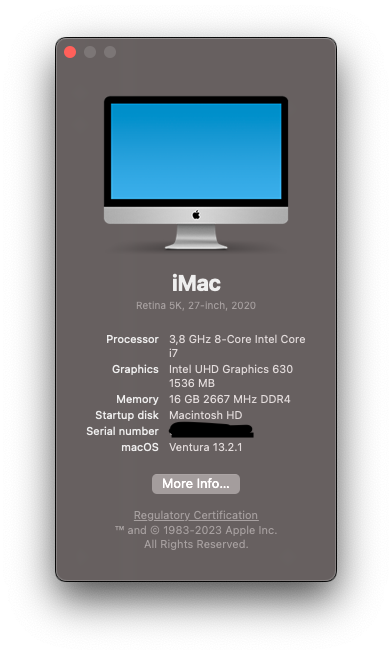 iMac
Retina 5K, 27-inch, 2020
Processor 3,8 GHz 8-Core Intel Core
i7
Graphics Intel UHD Graphics 630
1536 MB
Memory 16 GB 2667 MHz DDR4
Startup disk Macintosh HD
Serial number
macOS Ventura 13.2.1
More Info...
Regulatory Certification
™ and © 1983-2023 Apple Inc.
All Rights Reserved.